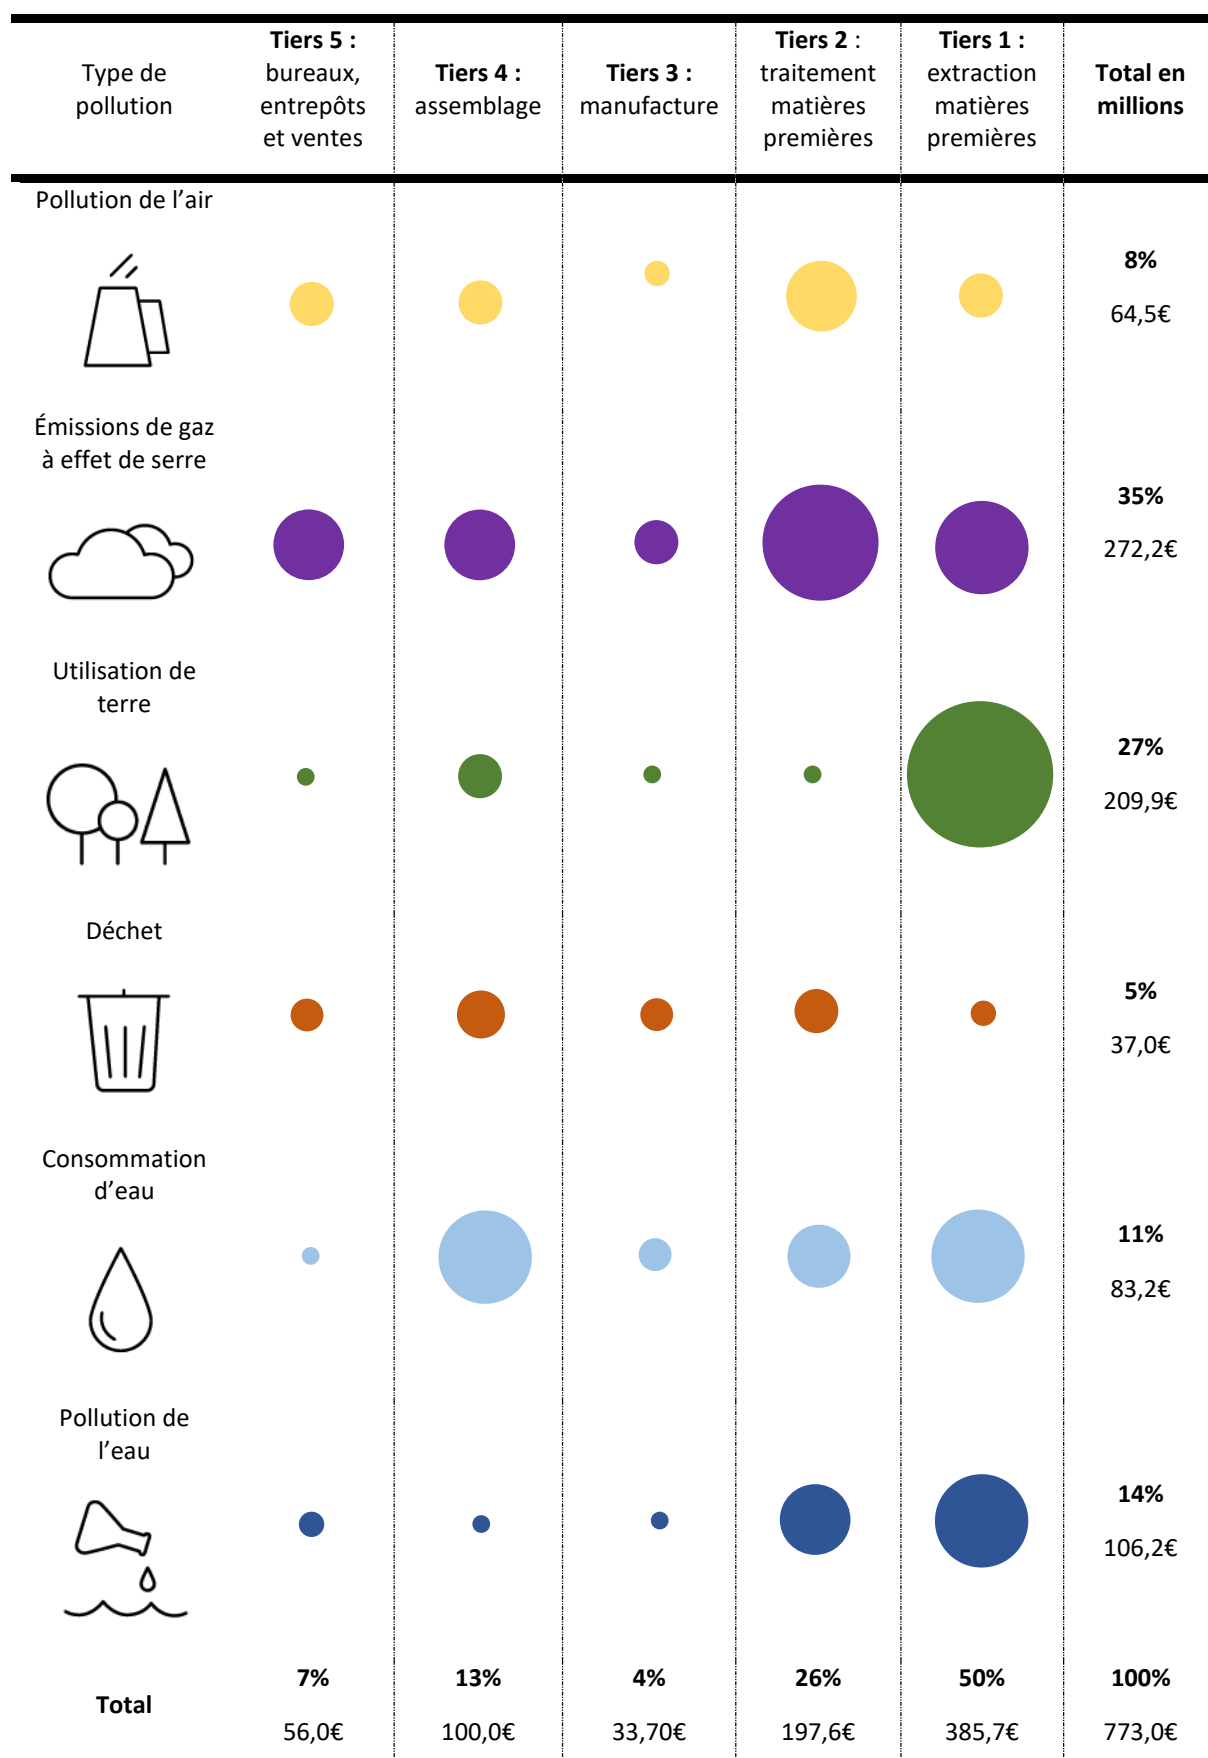 Type de
pollution
Tiers 5 :
bureaux,
entrepôts
et ventes
Tiers 4 :
assemblage
Tiers 3 :
manufacture
Tiers 2 :
traitement
matières
premières
Tiers 1 :
extraction
matières
premières
Total en
millions
Pollution de l’air
8%
64,5€
Émissions de gaz
à effet de serre
35%
272,2€
Utilisation de
terre
27%
209,9€
Déchet
5%
37,0€
Consommation
d’eau
11%
83,2€
Pollution de
l’eau
14%
106,2€
Total
7%
56,0€
13%
100,0€
4%
33,70€
26%
197,6€
50%
385,7€
100%
773,0€